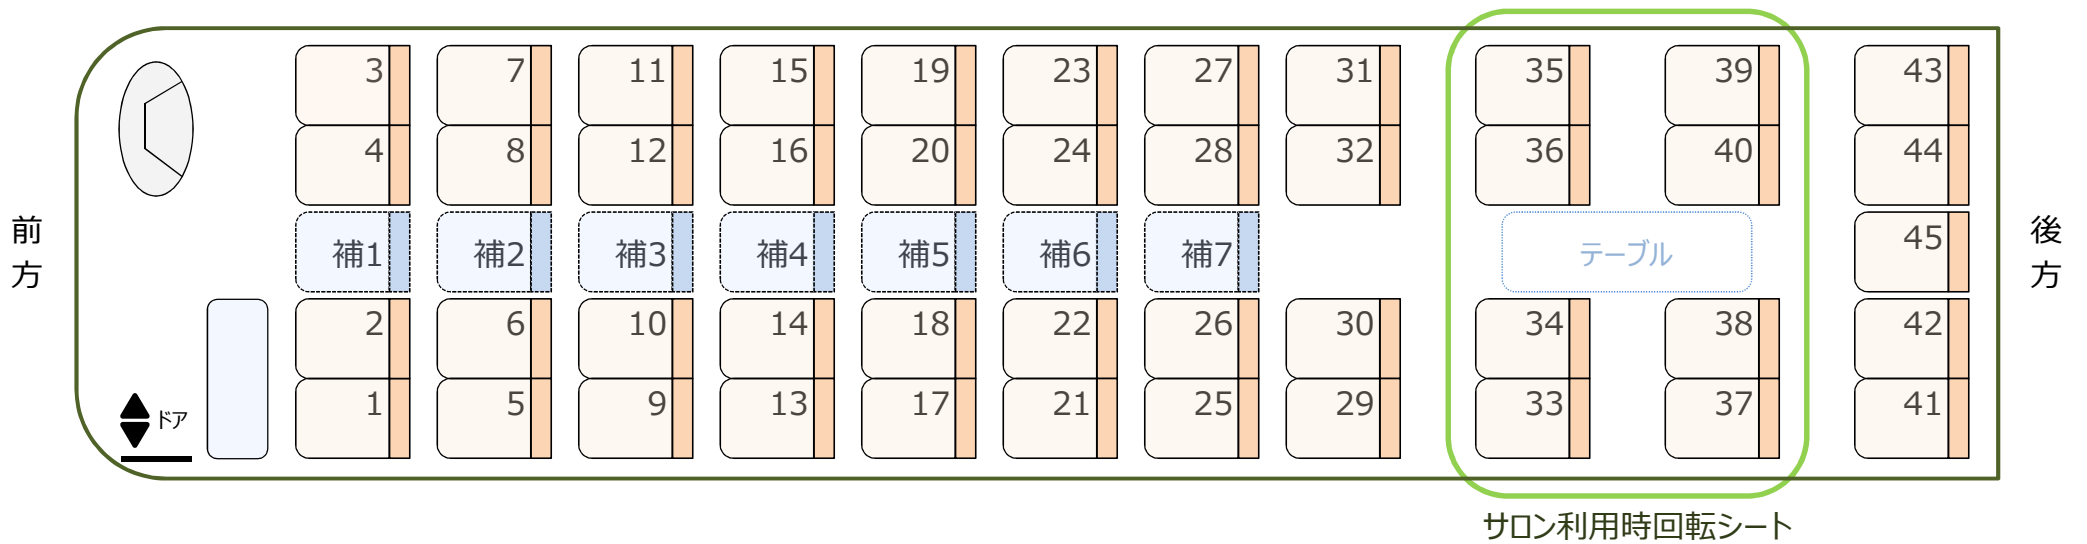 3 7 11 15 19 23 27 31 35 39 43
4 8 12 16 20 24 28 32 36 40 44
前方
補1 補2 補3 補4 補5 補6 補7 テーブル 45
後方
2 6 10 14 18 22 26 30 34 38 42
ドア 1 5 9 13 17 21 25 29 33 37 41
サロン利用時回転シート